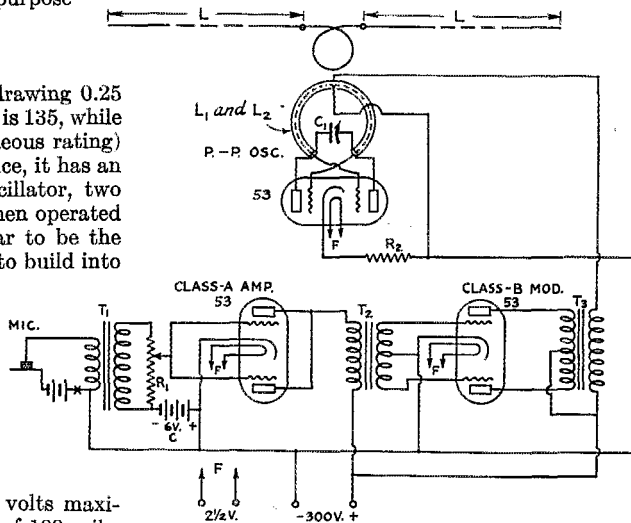 purpose
L
L
drawing 0.25
is 135, while
eous rating)
ce, it has an
cillator, two
hen operated
ar to be the
to build into
L₁ and L₂
C₁
P.-P. OSC.
53
F
R₂
CLASS-A AMP.
53
CLASS-B MOD.
53
MIC.
T₁
T₂
T₃
R₁
F
F
- 6V. +
C
F
2½V.
-300V. +
volts maxi-